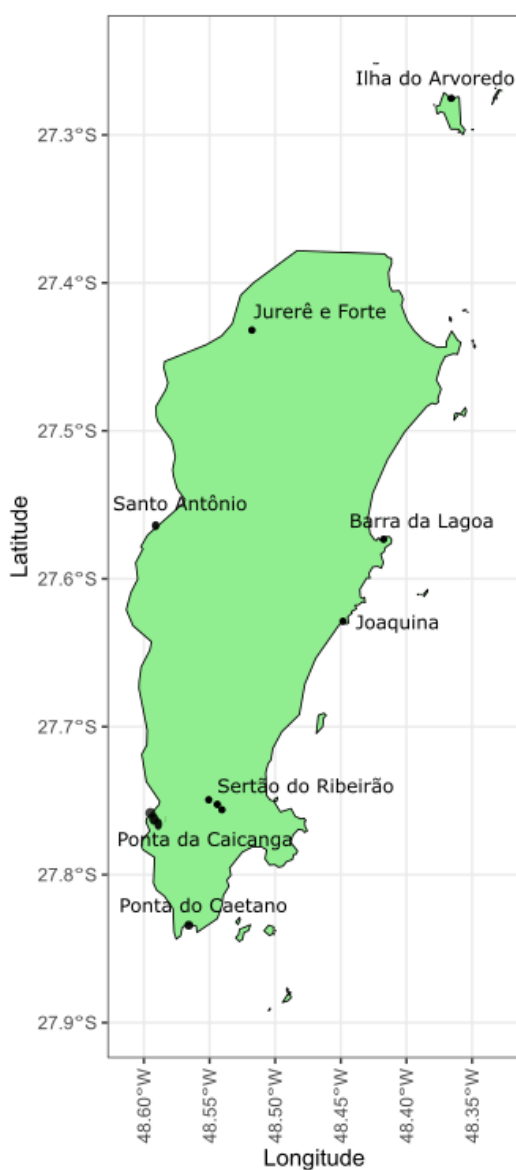 Ilha do Arvoredo
27.3°S
27.4°S
Jurerê e Forte
27.5°S
Santo Antônio
Barra da Lagoa
Latitude
27.6°S
Joaquina
27.7°S
Sertão do Ribeirão
Ponta da Caicanga
27.8°S
Ponta do Caetano
27.9°S
48.60°W
48.55°W
48.50°W
48.45°W
48.40°W
48.35°W
Longitude